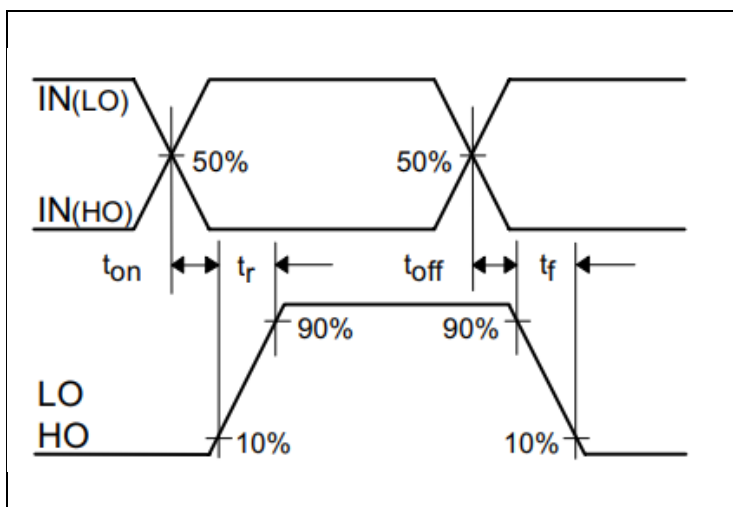 IN(LO)
50% 50%
IN(HO)
ton tr toff tf
90% 90%
LO
HO 10% 10%